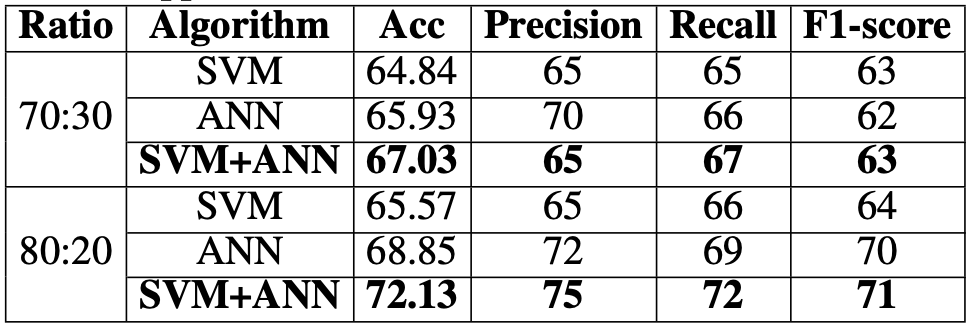 Ratio Algorithm Acc Precision Recall F1-score
SVM 64.84 65 65 63
70:30 ANN 65.93 70 66 62
SVM+ANN 67.03 65 67 63
SVM 65.57 65 66 64
80:20 ANN 68.85 72 69 70
SVM+ANN 72.13 75 72 71